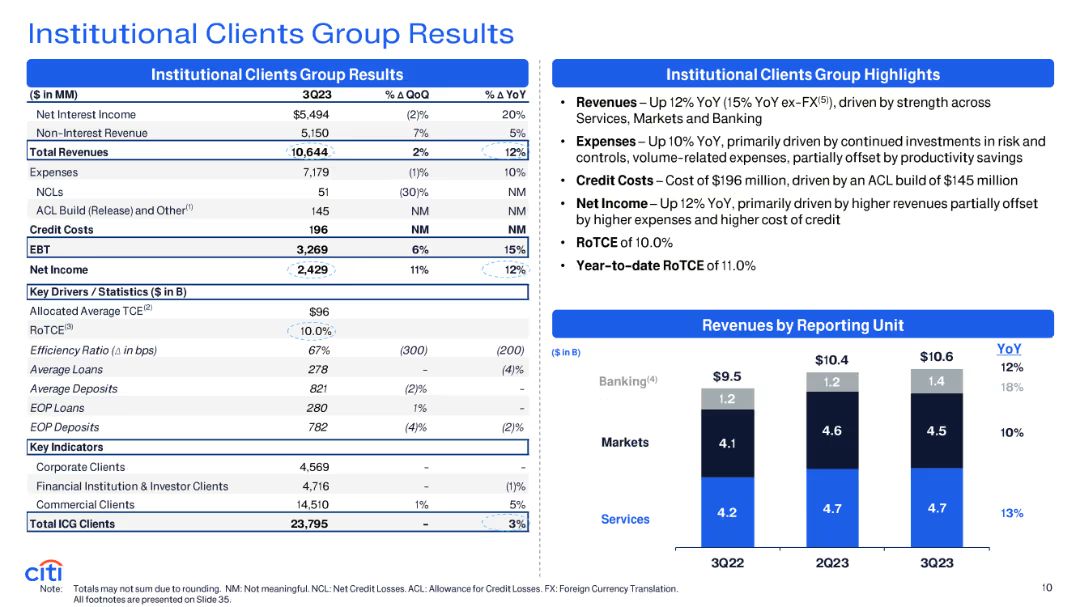 Institutional Clients Group Results
Institutional Clients Group Results
($ in MM) 3Q23 % Δ QoQ % Δ YoY
Net Interest Income $5,494 (2)% 20%
Non-Interest Revenue 5,150 7% 5%
Total Revenues 10,644 2% 12%
Expenses 7,179 (1)% 10%
NCLs 51 (30)% NM
ACL Build (Release) and Other(1) 145 NM NM
Credit Costs 196 NM NM
EBT 3,269 6% 15%
Net Income 2,429 11% 12%
Key Drivers / Statistics ($ in B)
Allocated Average TCE(2) $96
RoTCE(3) 10.0%
Efficiency Ratio (Δ in bps) 67% (300) (200)
Average Loans 278 – (4)%
Average Deposits 821 (2)% –
EOP Loans 280 1% –
EOP Deposits 782 (4)% (2)%
Key Indicators
Corporate Clients 4,569 – –
Financial Institution & Investor Clients 4,716 – (1)%
Commercial Clients 14,510 1% 5%
Total ICG Clients 23,795 – 3%
Institutional Clients Group Highlights
• Revenues – Up 12% YoY (15% YoY ex-FX(5)), driven by strength across
Services, Markets and Banking
• Expenses – Up 10% YoY, primarily driven by continued investments in risk and
controls, volume-related expenses, partially offset by productivity savings
• Credit Costs – Cost of $196 million, driven by an ACL build of $145 million
• Net Income – Up 12% YoY, primarily driven by higher revenues partially offset
by higher expenses and higher cost of credit
• RoTCE of 10.0%
• Year-to-date RoTCE of 11.0%
Revenues by Reporting Unit
($ in B) YoY
$9.5 $10.4 $10.6 12%
Banking(4) 1.2 1.2 1.4 18%
Markets 4.1 4.6 4.5 10%
Services 4.2 4.7 4.7 13%
3Q22 2Q23 3Q23
citi
Note: Totals may not sum due to rounding. NM: Not meaningful. NCL: Net Credit Losses. ACL: Allowance for Credit Losses. FX: Foreign Currency Translation.
All footnotes are presented on Slide 35.
10